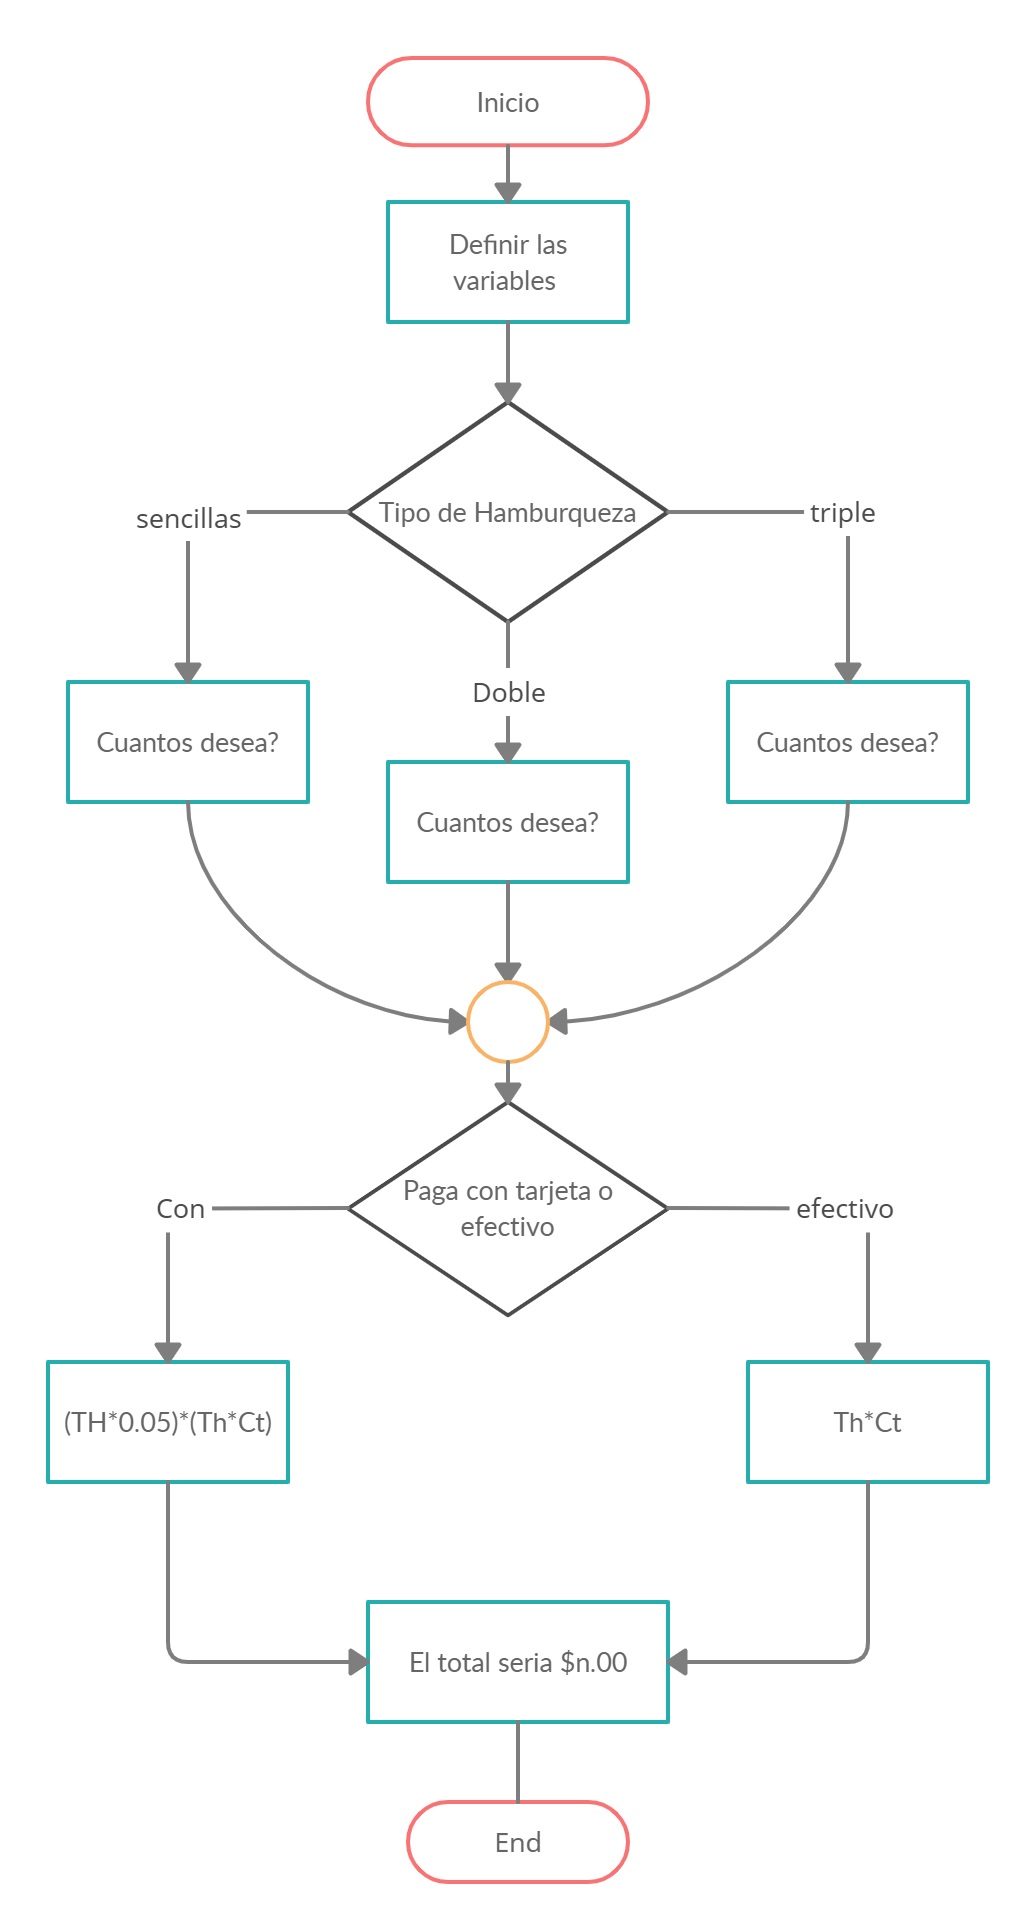 Inicio
Definir las
variables
Tipo de Hamburqueza
sencillas
triple
Doble
Cuantos desea?
Cuantos desea?
Cuantos desea?
Paga con tarjeta o
efectivo
Con
efectivo
(TH*0.05)*(Th*Ct)
Th*Ct
El total seria $n.00
End